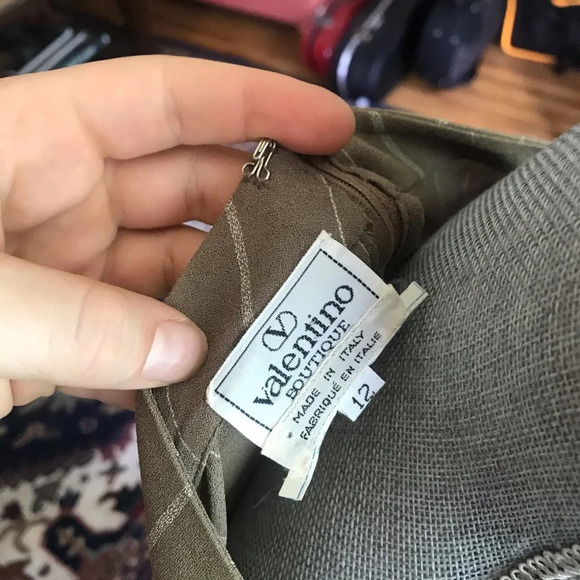 V
valentino
BOUTIQUE
MADE IN ITALY
FABRIQUÉ EN ITALIE
12